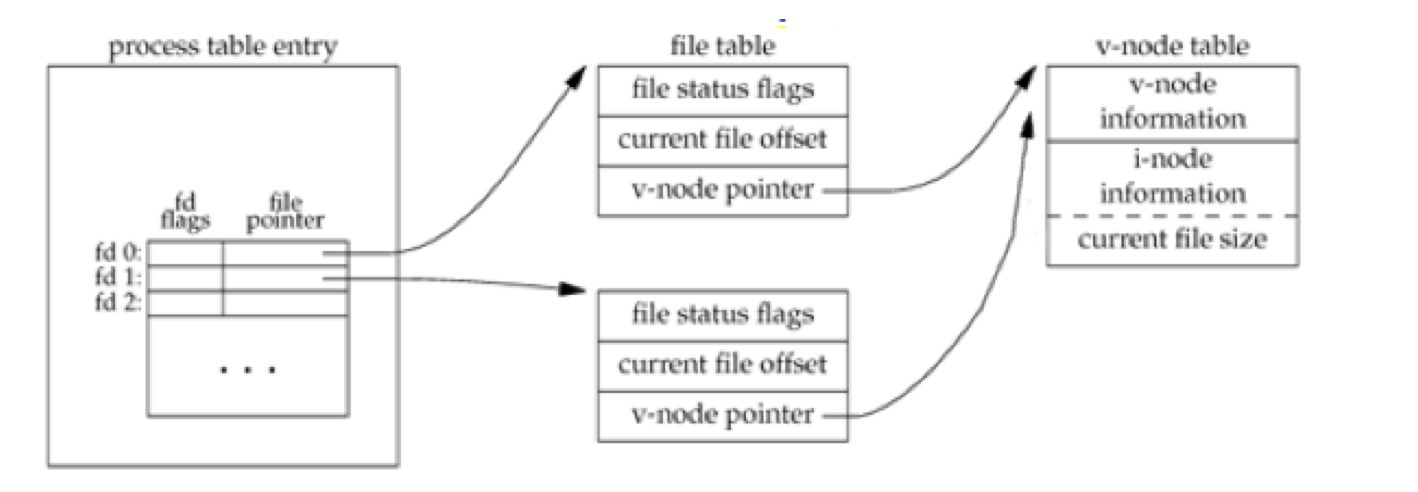 process table entry
fd
flags
file
pointer
fd 0:
fd 1:
fd 2:
. . .
file table
file status flags
current file offset
v-node pointer
file status flags
current file offset
v-node pointer
v-node table
v-node
information
i-node
information
current file size